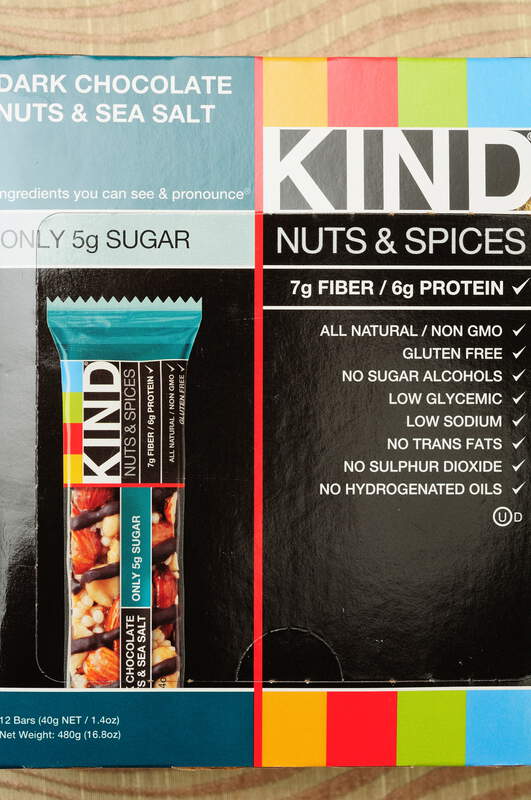 DARK CHOCOLATE
NUTS & SEA SALT
ngredients you can see & pronounce®
ONLY 5g SUGAR
KIND
NUTS & SPICES
7g FIBER / 6g PROTEIN ✓
ALL NATURAL / NON GMO ✓
GLUTEN FREE ✓
NO SUGAR ALCOHOLS ✓
LOW GLYCEMIC ✓
LOW SODIUM ✓
NO TRANS FATS ✓
NO SULPHUR DIOXIDE ✓
NO HYDROGENATED OILS ✓
Ⓤ D
KIND
NUTS & SPICES
7g FIBER / 6g PROTEIN ✓
ALL NATURAL / NON GMO ✓
GLUTEN FREE ✓
ONLY 5g SUGAR
CHOCOLATE
TS & SEA SALT
12 Bars (40g NET / 1.4oz)
Net Weight: 480g (16.8oz)